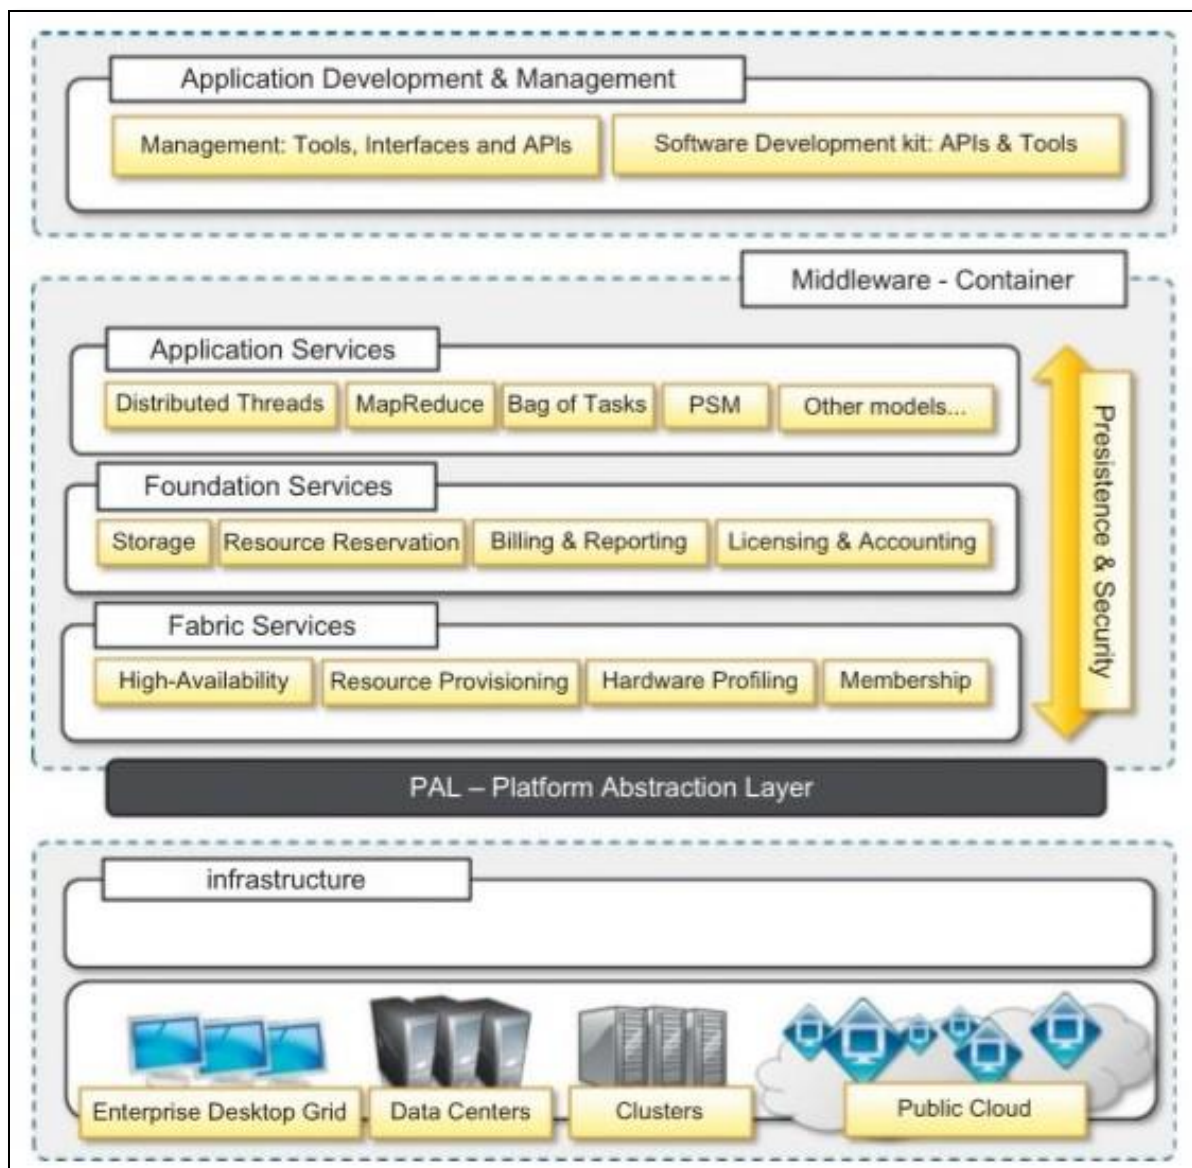 Application Development & Management
Management: Tools, Interfaces and APIs
Software Development kit: APIs & Tools
Middleware - Container
Application Services
Distributed Threads
MapReduce
Bag of Tasks
PSM
Other models...
Foundation Services
Storage
Resource Reservation
Billing & Reporting
Licensing & Accounting
Fabric Services
High-Availability
Resource Provisioning
Hardware Profiling
Membership
Presistence & Security
PAL – Platform Abstraction Layer
infrastructure
Enterprise Desktop Grid
Data Centers
Clusters
Public Cloud